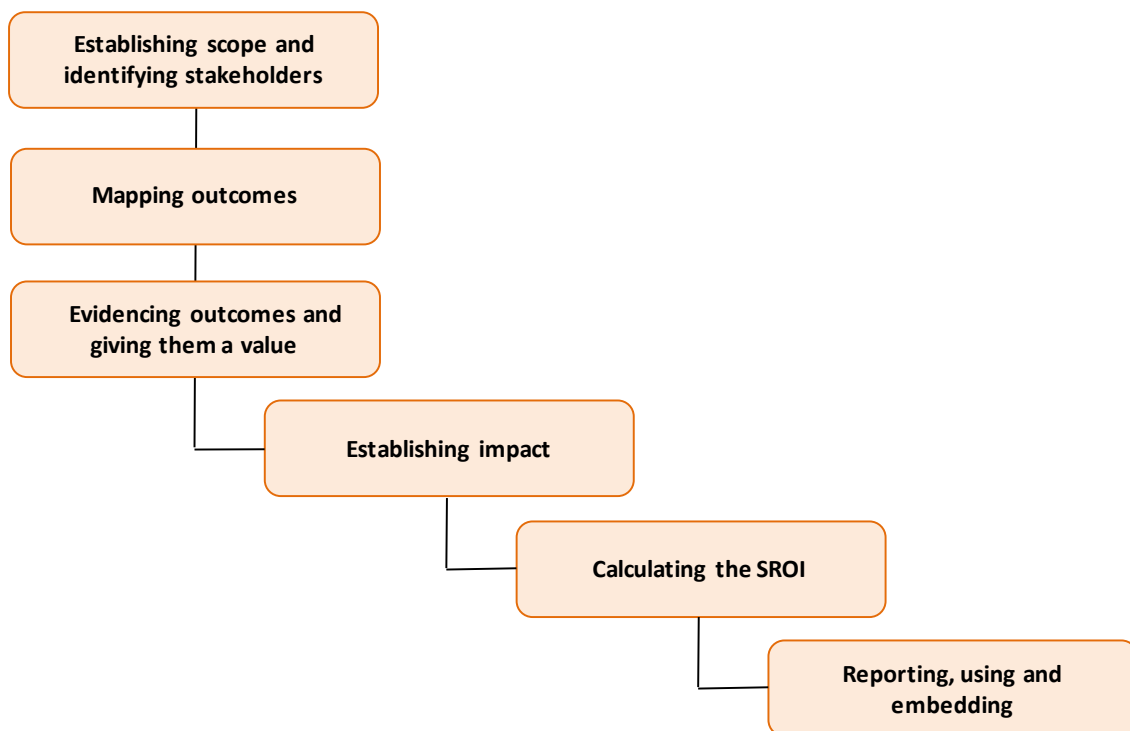 Establishing scope and
identifying stakeholders
Mapping outcomes
Evidencing outcomes and
giving them a value
Establishing impact
Calculating the SROI
Reporting, using and
embedding